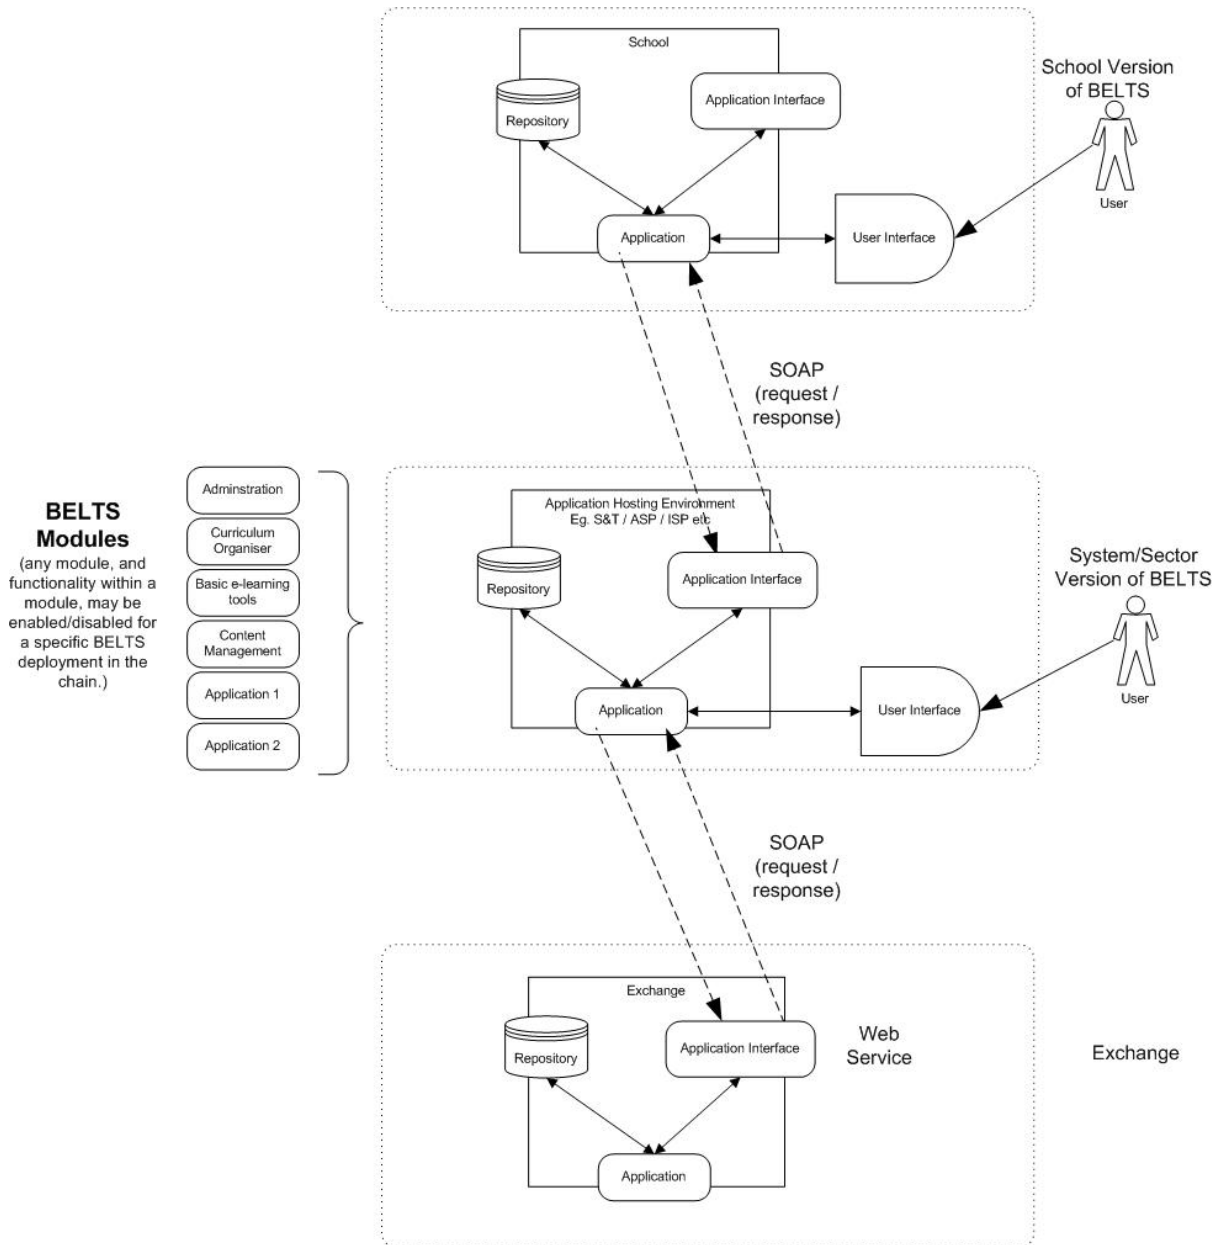 School
Application Interface
Repository
School Version
of BELTS
User
Application
User Interface
SOAP
(request /
response)
BELTS
Modules
(any module, and
functionality within a
module, may be
enabled/disabled for
a specific BELTS
deployment in the
chain.)
Adminstration
Curriculum
Organiser
Basic e-learning
tools
Content
Management
Application 1
Application 2
Application Hosting Environment
Eg. S&T / ASP / ISP etc
Repository
Application Interface
System/Sector
Version of BELTS
User
Application
User Interface
SOAP
(request /
response)
Exchange
Repository
Application Interface
Web
Service
Exchange
Application